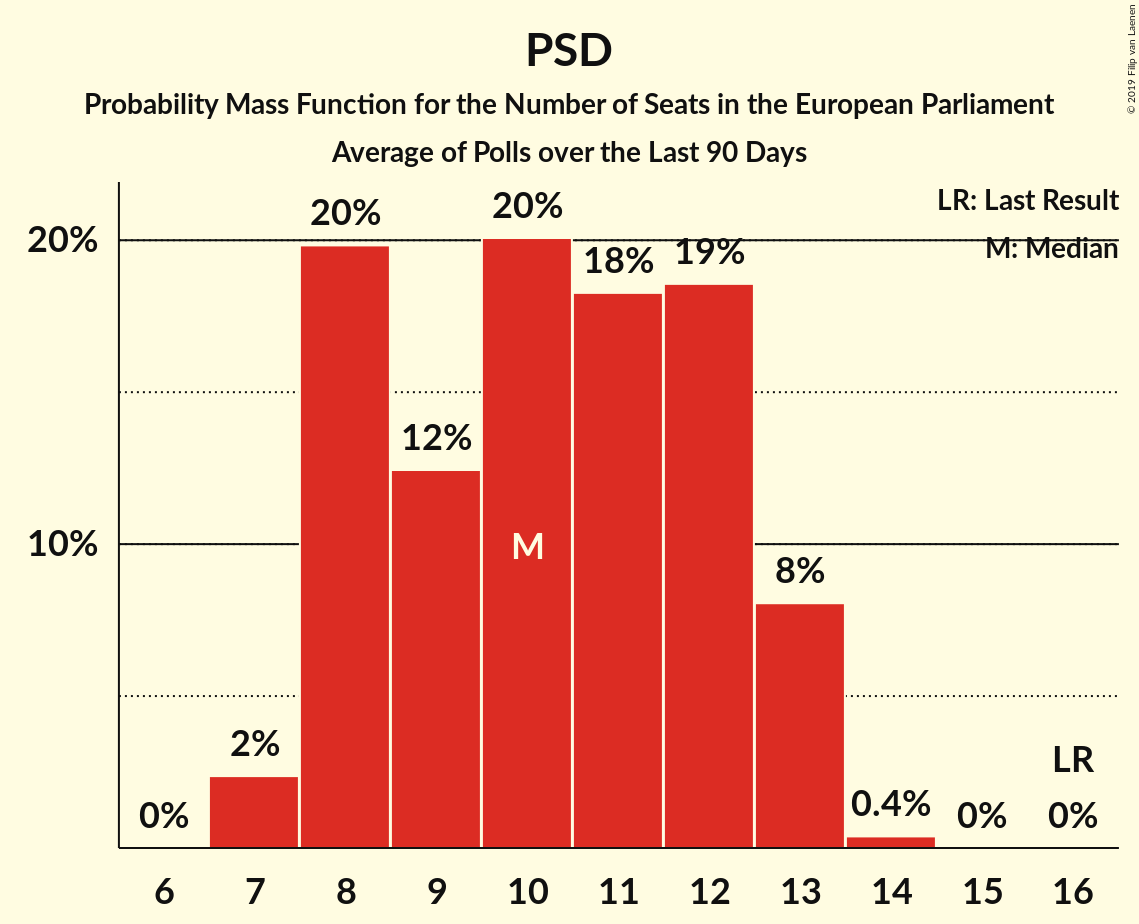 PSD
Probability Mass Function for the Number of Seats in the European Parliament
Average of Polls over the Last 90 Days
© 2019 Filip van Laenen
LR: Last Result
M: Median
20%
10%
0%
2%
20%
12%
20%
18%
19%
8%
0.4%
0%
0%
M
LR
6 7 8 9 10 11 12 13 14 15 16